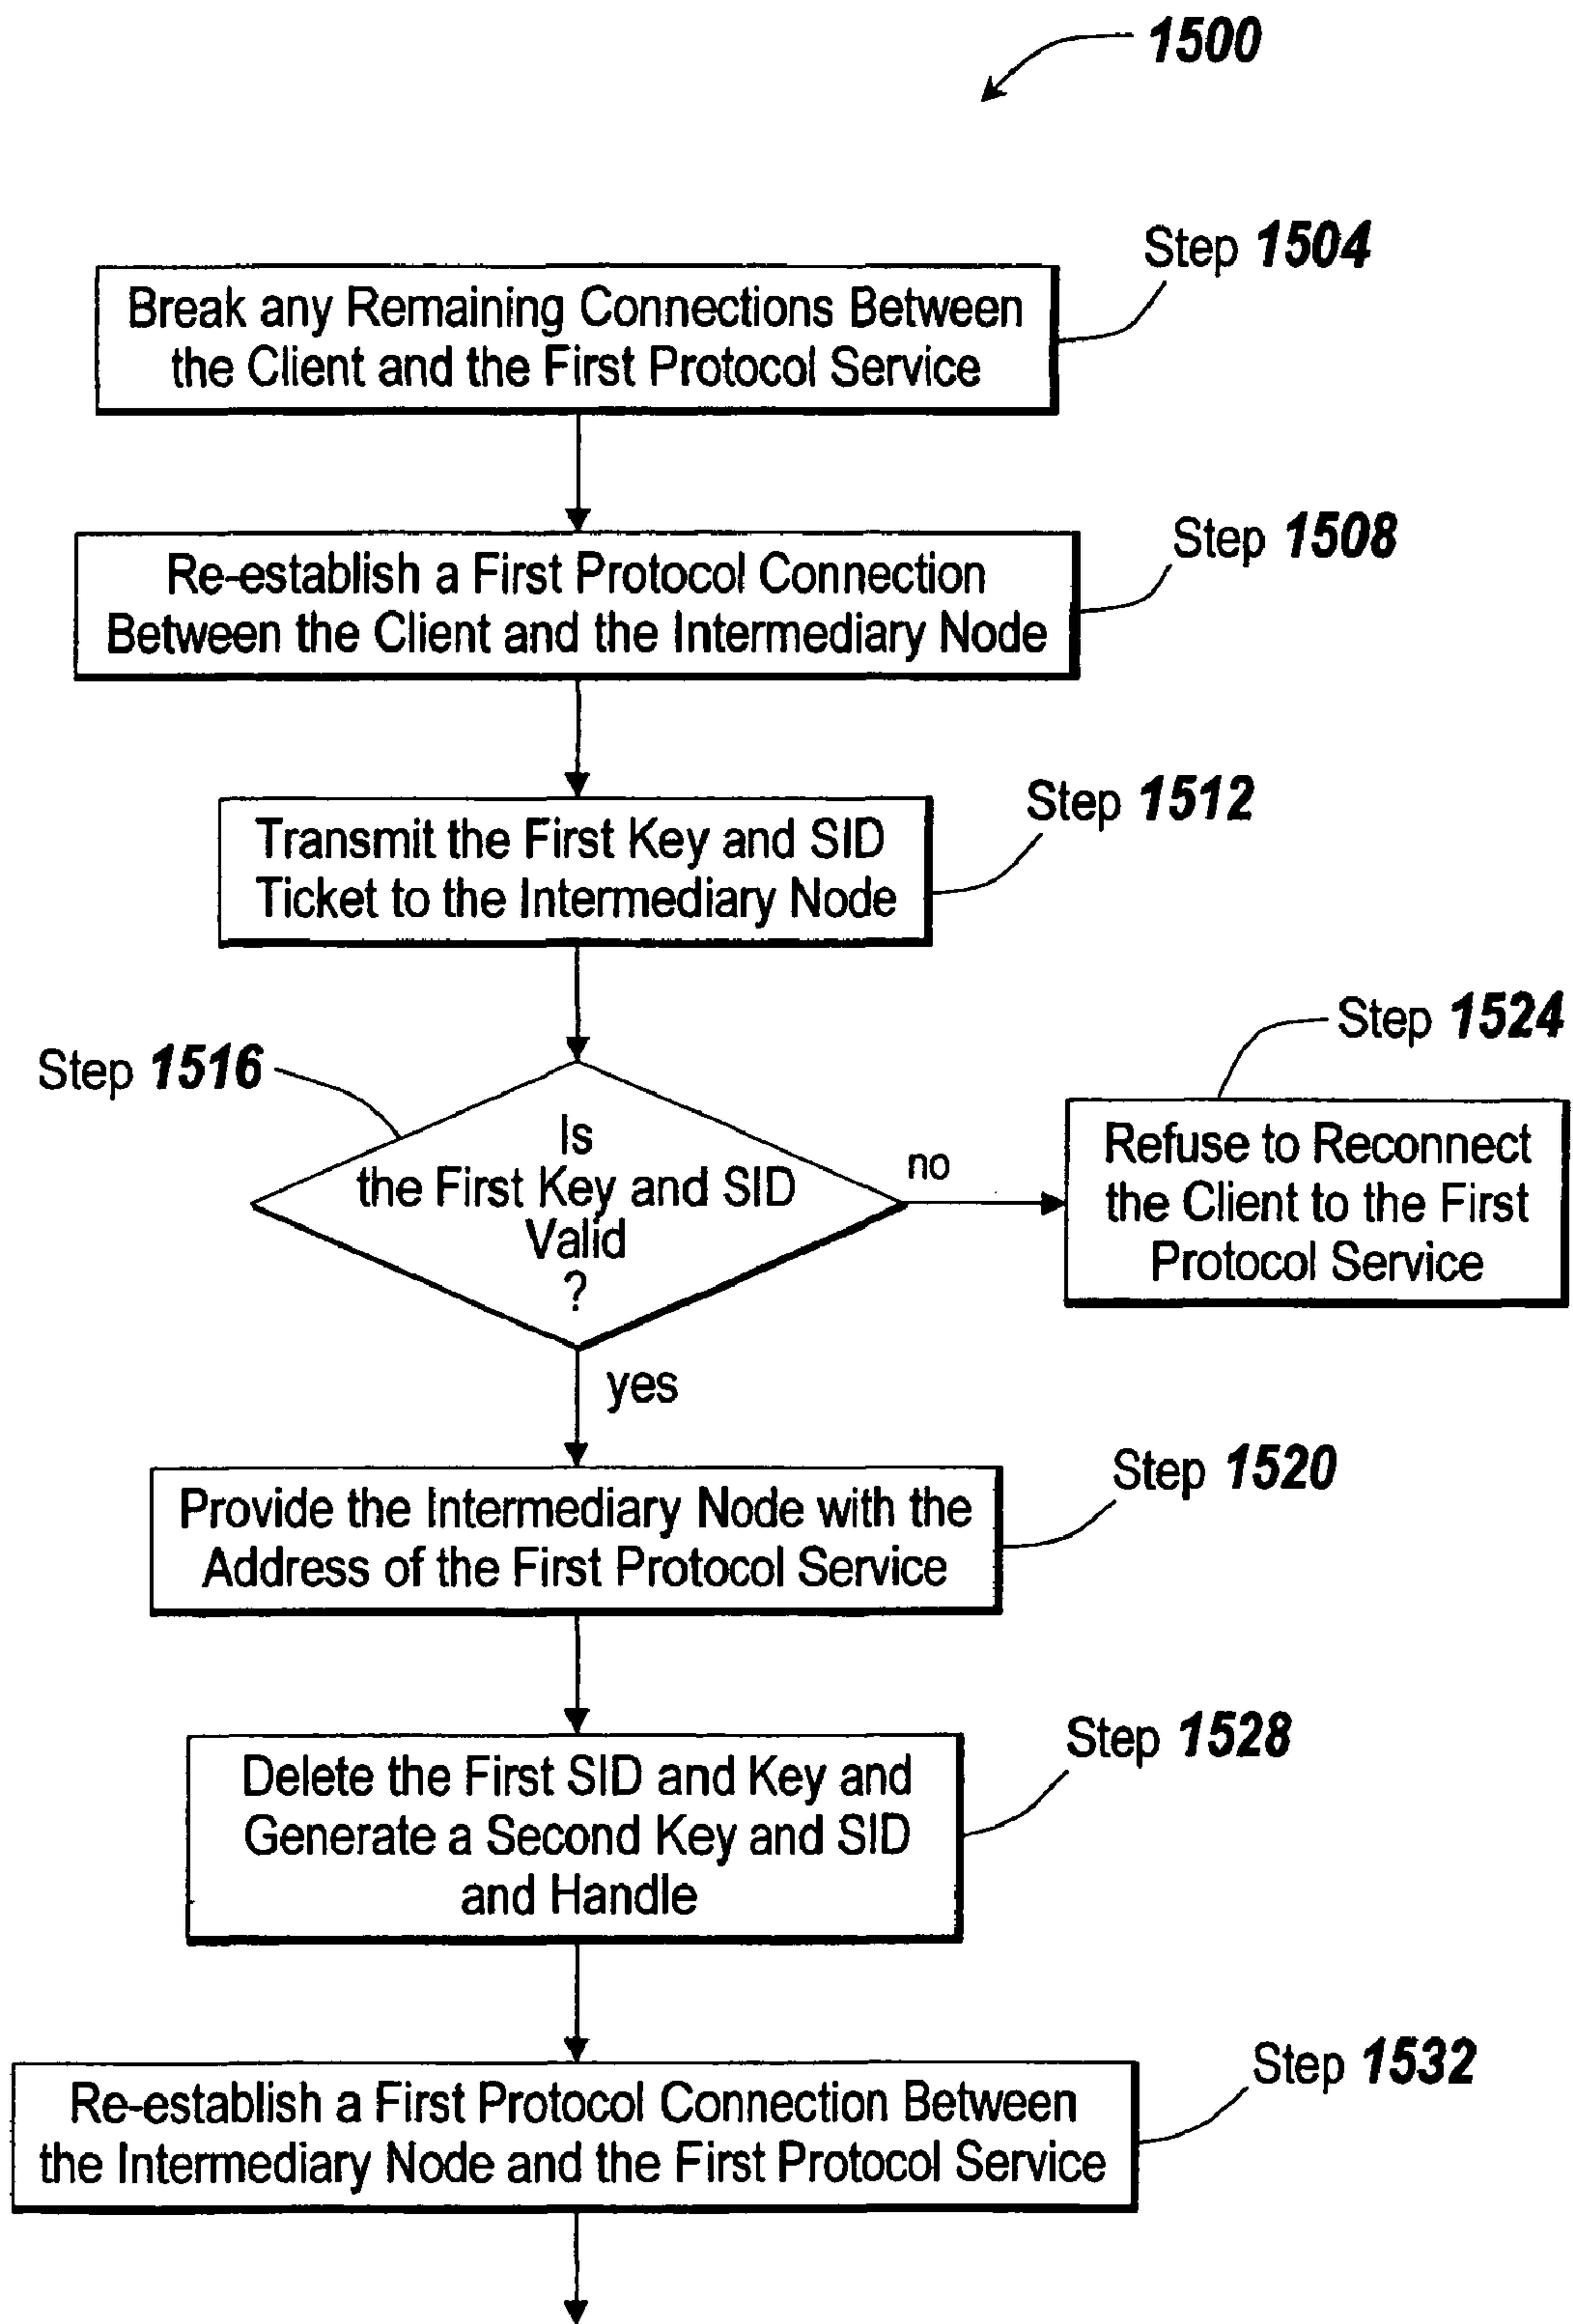 1500
Step 1504
Break any Remaining Connections Between
the Client and the First Protocol Service
Step 1508
Re-establish a First Protocol Connection
Between the Client and the Intermediary Node
Step 1512
Transmit the First Key and SID
Ticket to the Intermediary Node
Step 1516
Is
the First Key and SID
Valid
?
no
Step 1524
Refuse to Reconnect
the Client to the First
Protocol Service
yes
Step 1520
Provide the Intermediary Node with the
Address of the First Protocol Service
Step 1528
Delete the First SID and Key and
Generate a Second Key and SID
and Handle
Step 1532
Re-establish a First Protocol Connection Between
the Intermediary Node and the First Protocol Service